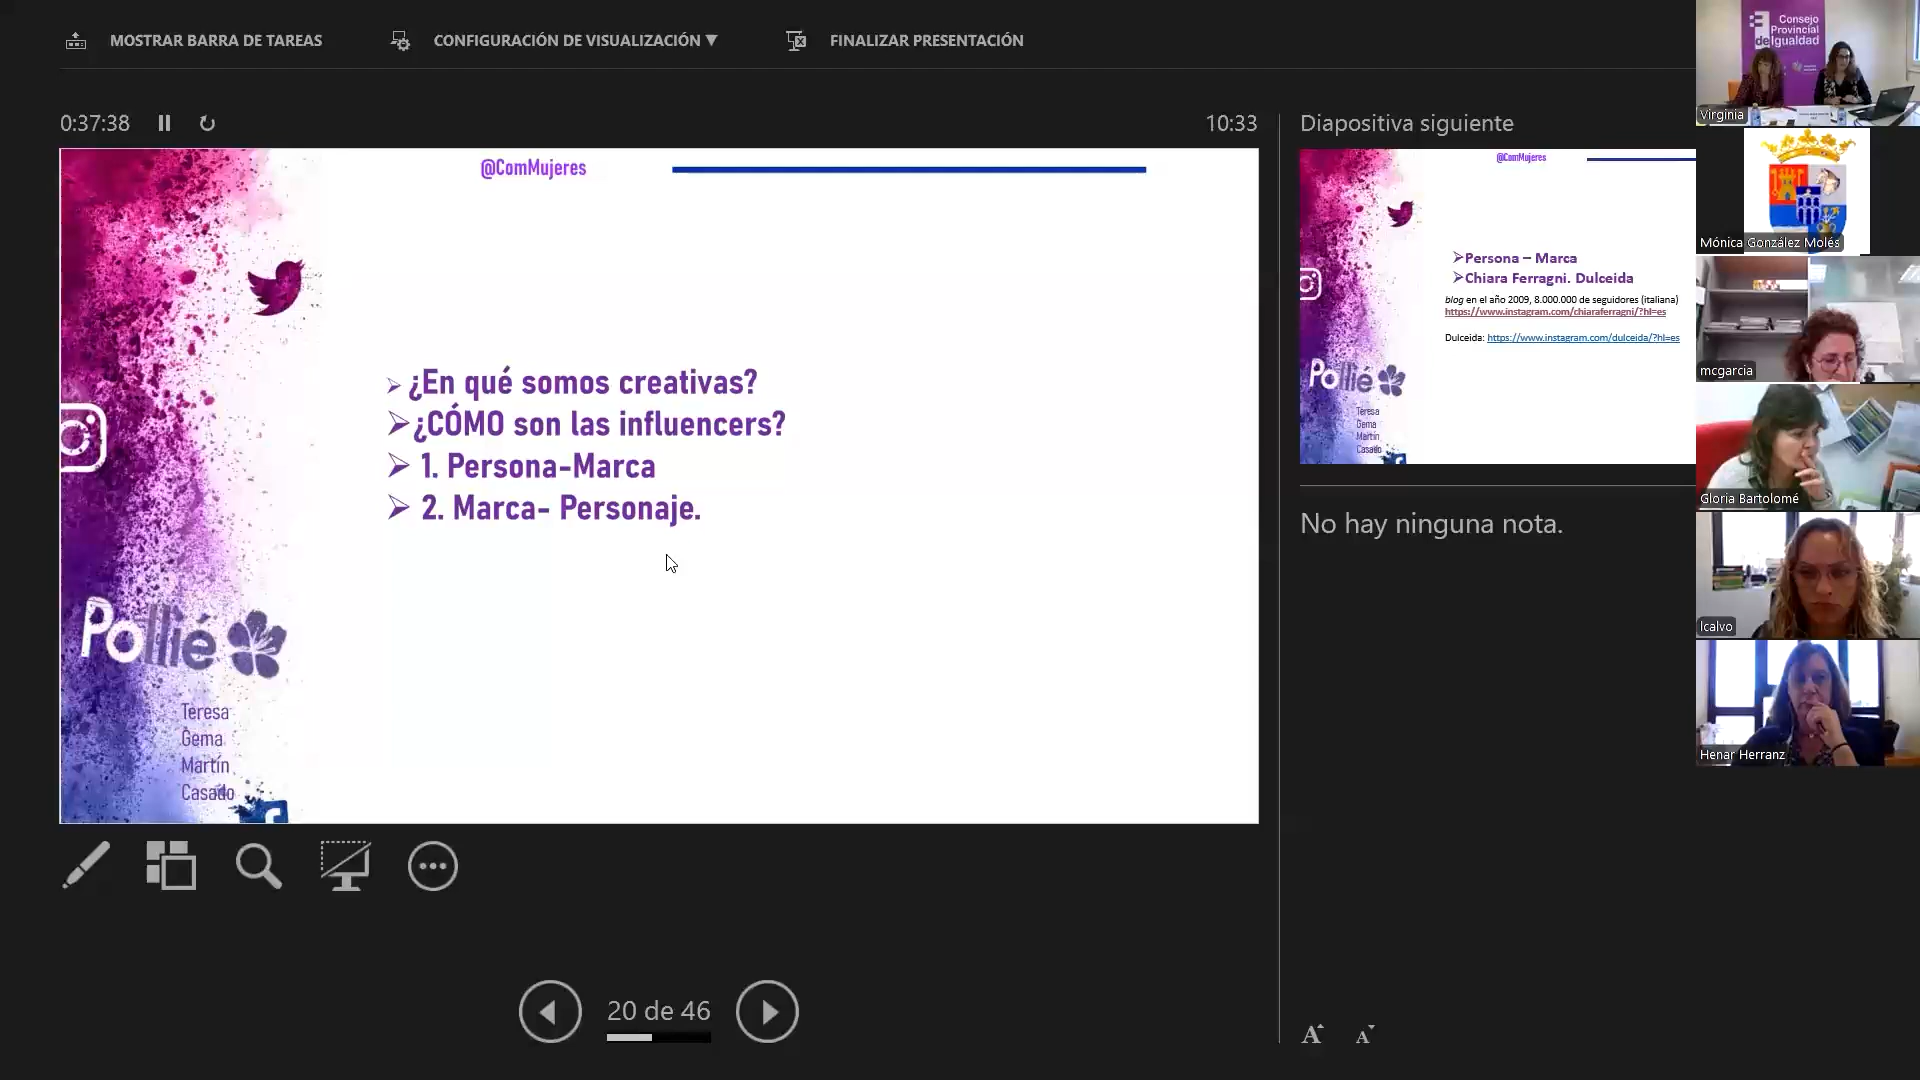 MOSTRAR BARRA DE TAREAS
CONFIGURACIÓN DE VISUALIZACIÓN ▼
FINALIZAR PRESENTACIÓN
0:37:38
10:33
@ComMujeres
➢ ¿En qué somos creativas?
➢ ¿CÓMO son las influencers?
➢ 1. Persona-Marca
➢ 2. Marca- Personaje.
Pollié
Teresa
Gema
Martín
Casado
20 de 46
Diapositiva siguiente
@ComMujeres
➢Persona – Marca
➢Chiara Ferragni. Dulceida
blog en el año 2009, 8.000.000 de seguidores (italiana)
https://www.instagram.com/chiaraferragni/?hl=es
Dulceida: https://www.instagram.com/dulceida/?hl=es
Pollié
Teresa
Gema
Martín
Casado
No hay ninguna nota.
A A
Consejo
Provincial
deIgualdad
Virginia
Mónica González Molés
mcgarcia
Gloria Bartolomé
lcalvo
Henar Herranz